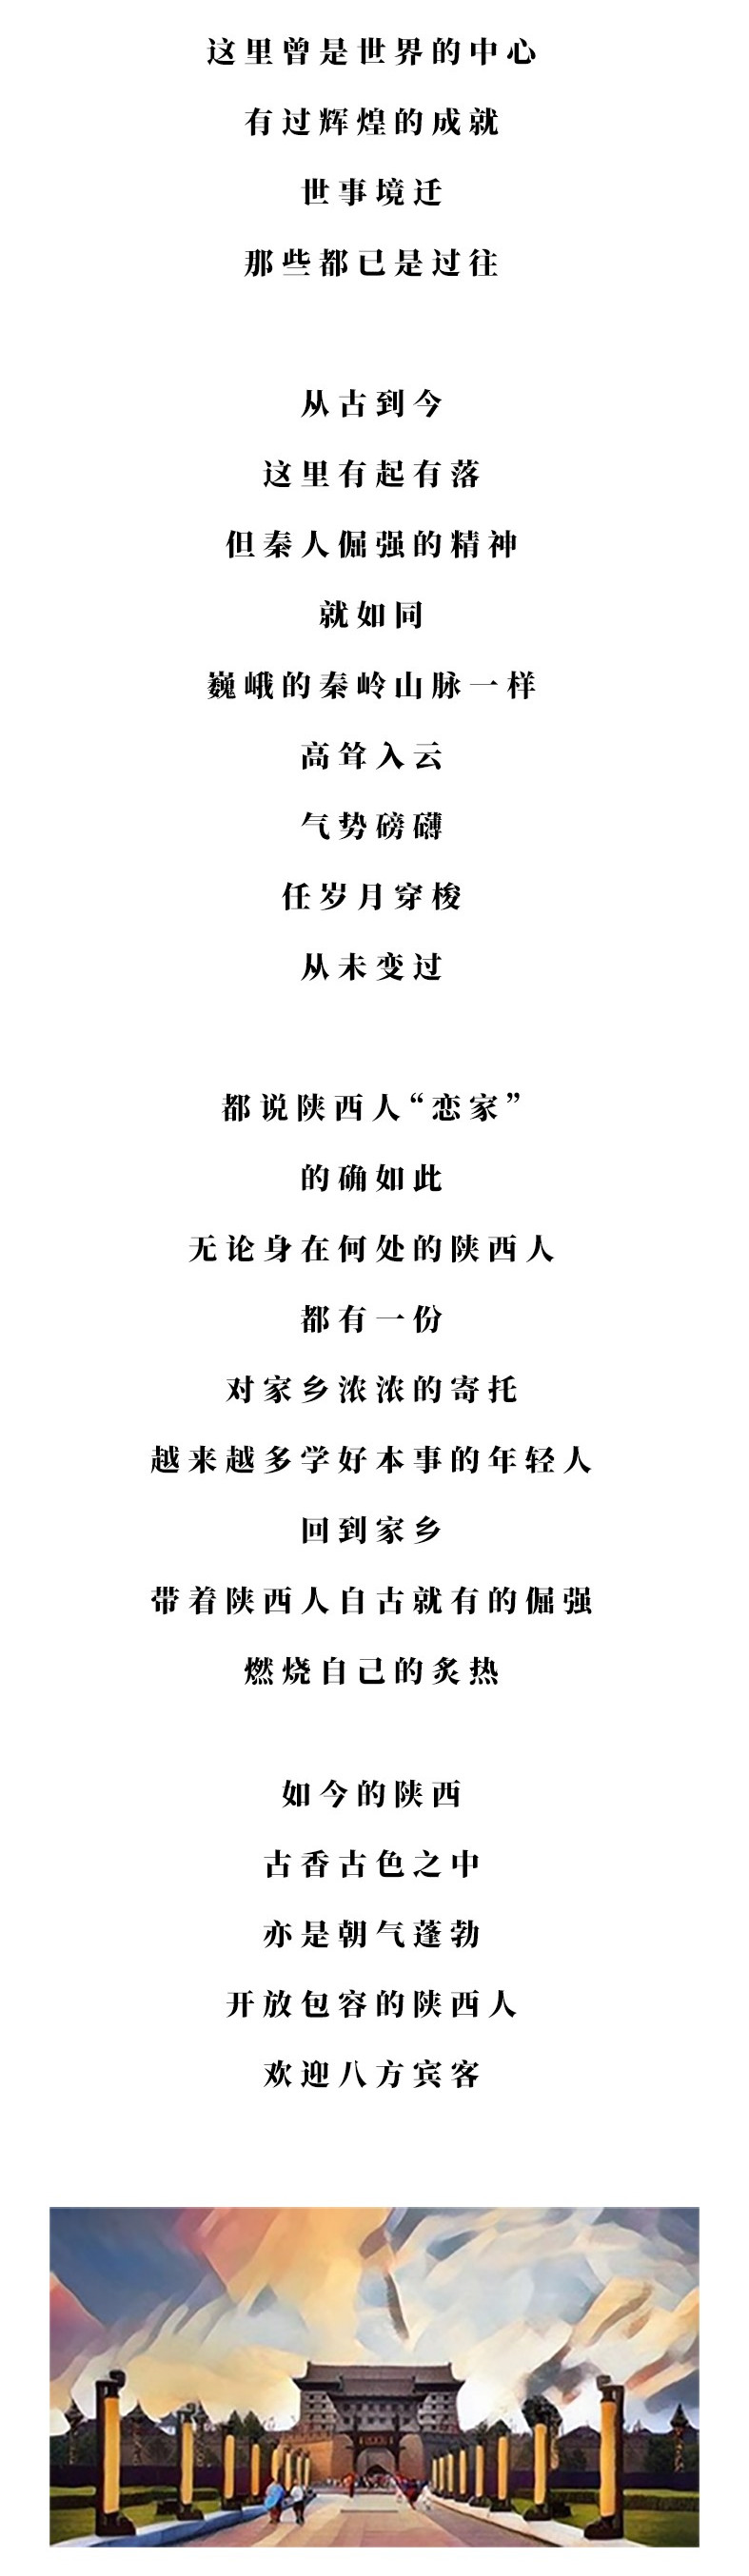 这里曾是世界的中心
有过辉煌的成就
世事境迁
那些都已是过往
从古到今
这里有起有落
但秦人倔强的精神
就如同
巍峨的秦岭山脉一样
高耸入云
气势磅礴
任岁月穿梭
从未变过
都说陕西人“恋家”
的确如此
无论身在何处的陕西人
都有一份
对家乡浓浓的寄托
越来越多学好本事的年轻人
回到家乡
带着陕西人自古就有的倔强
燃烧自己的炙热
如今的陕西
古香古色之中
亦是朝气蓬勃
开放包容的陕西人
欢迎八方宾客